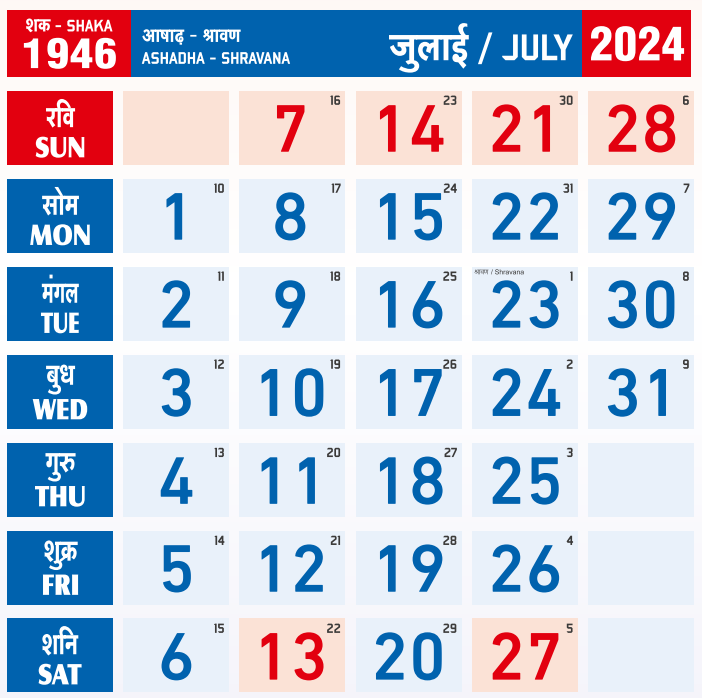 शक - SHAKA
1946
आषाढ़ - श्रावण
ASHADHA - SHRAVANA
जुलाई / JULY
2024
रवि
SUN
7 16 14 23 21 30 28 6
सोम
MON
1 10 8 17 15 24 22 31 29 7
मंगल
TUE
2 11 9 18 16 25 श्रावण / Shravana 23 1 30 8
बुध
WED
3 12 10 19 17 26 24 2 31 9
गुरु
THU
4 13 11 20 18 27 25 3
शुक्र
FRI
5 14 12 21 19 28 26 4
शनि
SAT
6 15 13 22 20 29 27 5